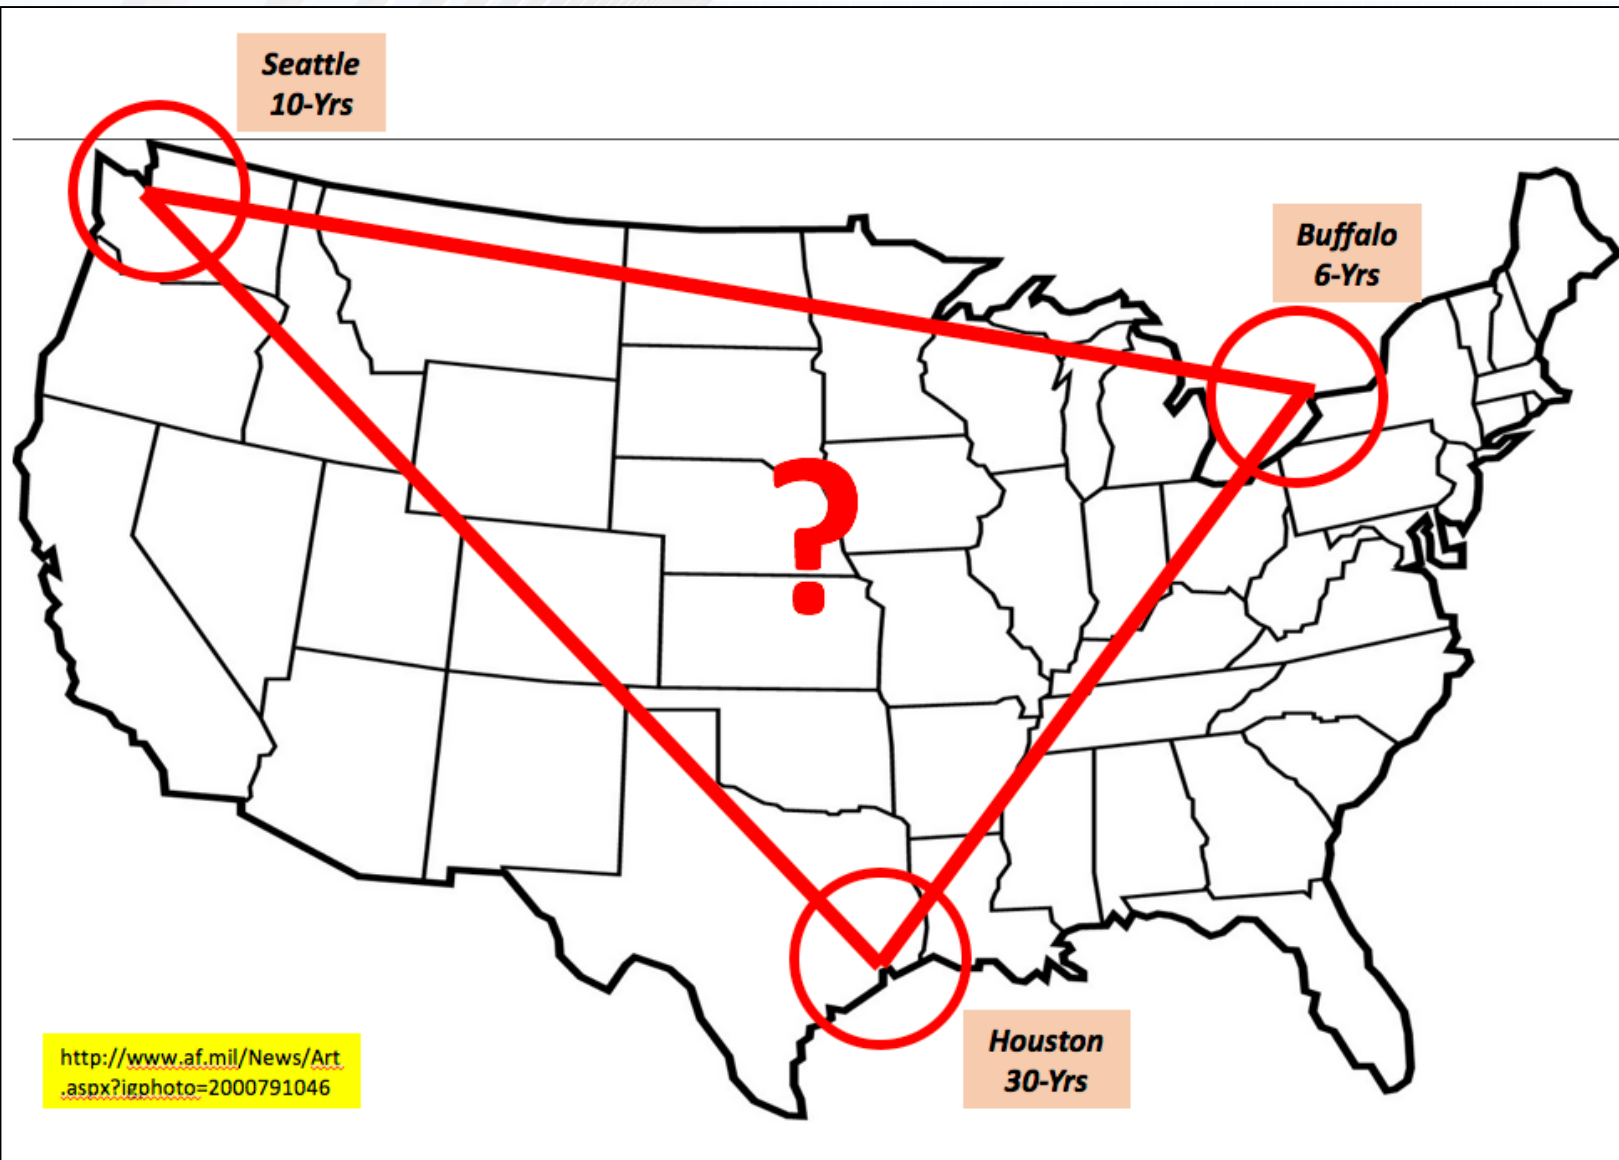 Seattle
10-Yrs
Buffalo
6-Yrs
?
Houston
30-Yrs
http://www.af.mil/News/Art
.aspx?igphoto=2000791046